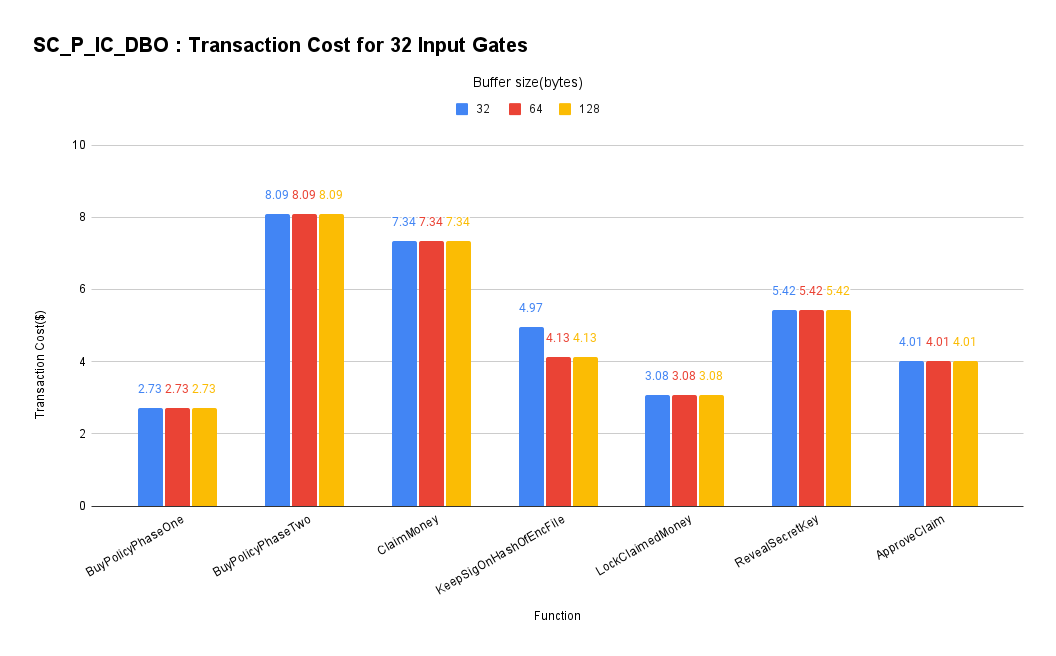 SC_P_IC_DBO : Transaction Cost for 32 Input Gates
Buffer size(bytes)
32 64 128
Transaction Cost($)
10
8
6
4
2
0
2.73 2.73 2.73
8.09 8.09 8.09
7.34 7.34 7.34
4.97 4.13 4.13
3.08 3.08 3.08
5.42 5.42 5.42
4.01 4.01 4.01
BuyPolicyPhaseOne
BuyPolicyPhaseTwo
ClaimMoney
KeepSigOnHashOfEncFile
LockClaimedMoney
RevealSecretKey
ApproveClaim
Function